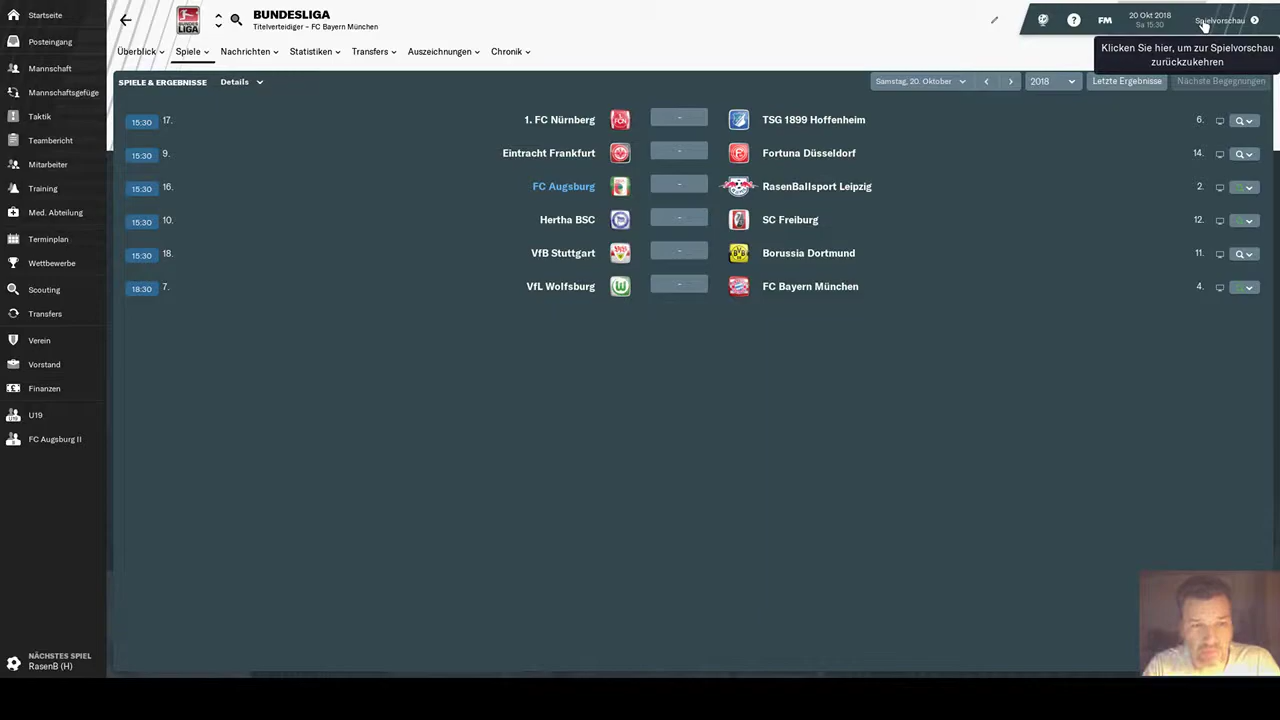 Startseite
Posteingang
Mannschaft
Mannschaftsgefüge
Taktik
Teambericht
Mitarbeiter
Training
Med. Abteilung
Terminplan
Wettbewerbe
Scouting
Transfers
Verein
Vorstand
Finanzen
U19
FC Augsburg II
NÄCHSTES SPIEL
RasenB (H)
BUNDESLIGA
Titelverteidiger – FC Bayern München
FM
20 Okt 2018
Sa 15:30
Spielvorschau
Klicken Sie hier, um zur Spielvorschau
zurückzukehren
Überblick Spiele Nachrichten Statistiken Transfers Auszeichnungen Chronik
SPIELE & ERGEBNISSE Details Samstag, 20. Oktober 2018 Letzte Ergebnisse Nächste Begegnungen
15:30 17. 1. FC Nürnberg - TSG 1899 Hoffenheim 6.
15:30 9. Eintracht Frankfurt - Fortuna Düsseldorf 14.
15:30 16. FC Augsburg - RasenBallsport Leipzig 2.
15:30 10. Hertha BSC - SC Freiburg 12.
15:30 18. VfB Stuttgart - Borussia Dortmund 11.
18:30 7. VfL Wolfsburg - FC Bayern München 4.